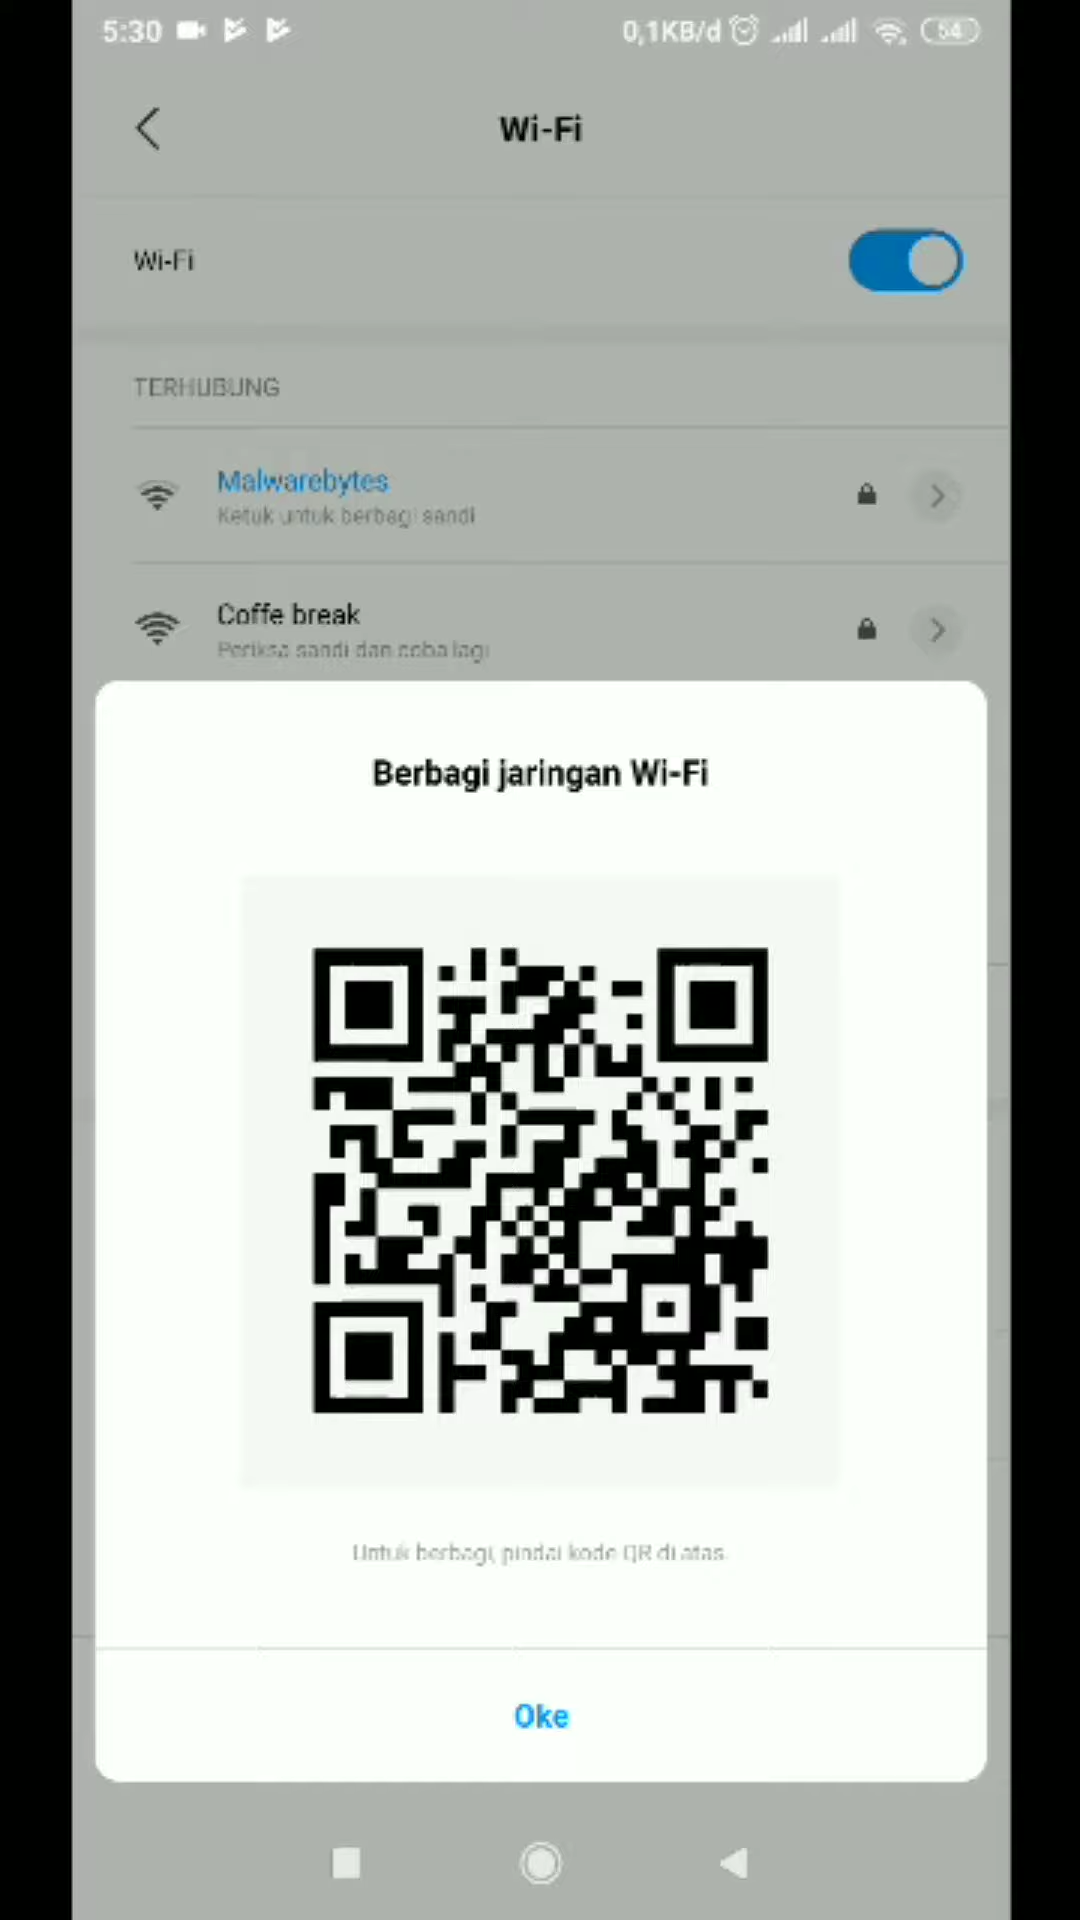 5:30 0,1KB/d 54
Wi-Fi
Wi-Fi
TERHUBUNG
Malwarebytes
Ketuk untuk berbagi sandi
Coffe break
Periksa sandi dan coba lagi
Berbagi jaringan Wi-Fi
Untuk berbagi, pindai kode QR di atas.
Oke